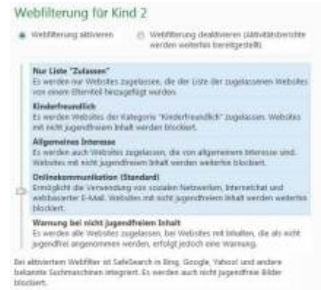 Webfilterung für Kind 2
Webfilterung aktivieren
Webfilterung deaktivieren (Aktivitätsberichte
werden weiterhin bereitgestellt)
Nur Liste "Zulassen"
Es werden nur Websites zugelassen, die der Liste der zugelassenen Websites
von einem Elternteil hinzugefügt wurden.
Kinderfreundlich
Es werden Websites der Kategorie "Kinderfreundlich" zugelassen. Websites
mit nicht jugendfreiem Inhalt werden blockiert.
Allgemeines Interesse
Es werden auch Websites zugelassen, die von allgemeinem Interesse sind.
Websites mit nicht jugendfreiem Inhalt werden weiterhin blockiert.
Onlinekommunikation (Standard)
Ermöglicht die Verwendung von sozialen Netzwerken, Internetchat und
webbasierter E-Mail. Websites mit nicht jugendfreiem Inhalt werden weiterhin
blockiert.
Warnung bei nicht jugendfreiem Inhalt
Es werden alle Websites zugelassen, bei Websites mit Inhalten, die als nicht
jugendfrei angenommen werden, erfolgt jedoch eine Warnung.
Bei aktiviertem Webfilter ist SafeSearch in Bing, Google, Yahoo! und andere
bekannte Suchmaschinen integriert. Es werden auch nicht jugendfreie Bilder
blockiert.